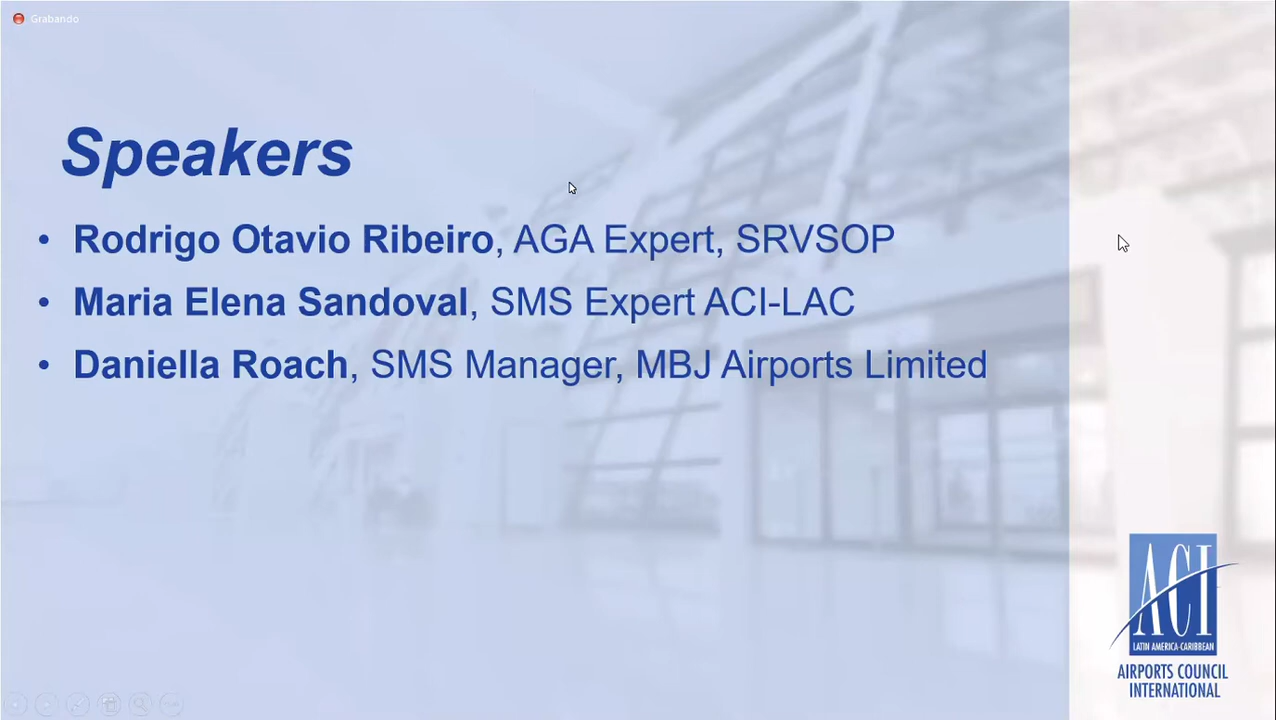 Grabando
Speakers
• Rodrigo Otavio Ribeiro, AGA Expert, SRVSOP
• Maria Elena Sandoval, SMS Expert ACI-LAC
• Daniella Roach, SMS Manager, MBJ Airports Limited
ACI
LATIN AMERICA-CARIBBEAN
AIRPORTS COUNCIL
INTERNATIONAL